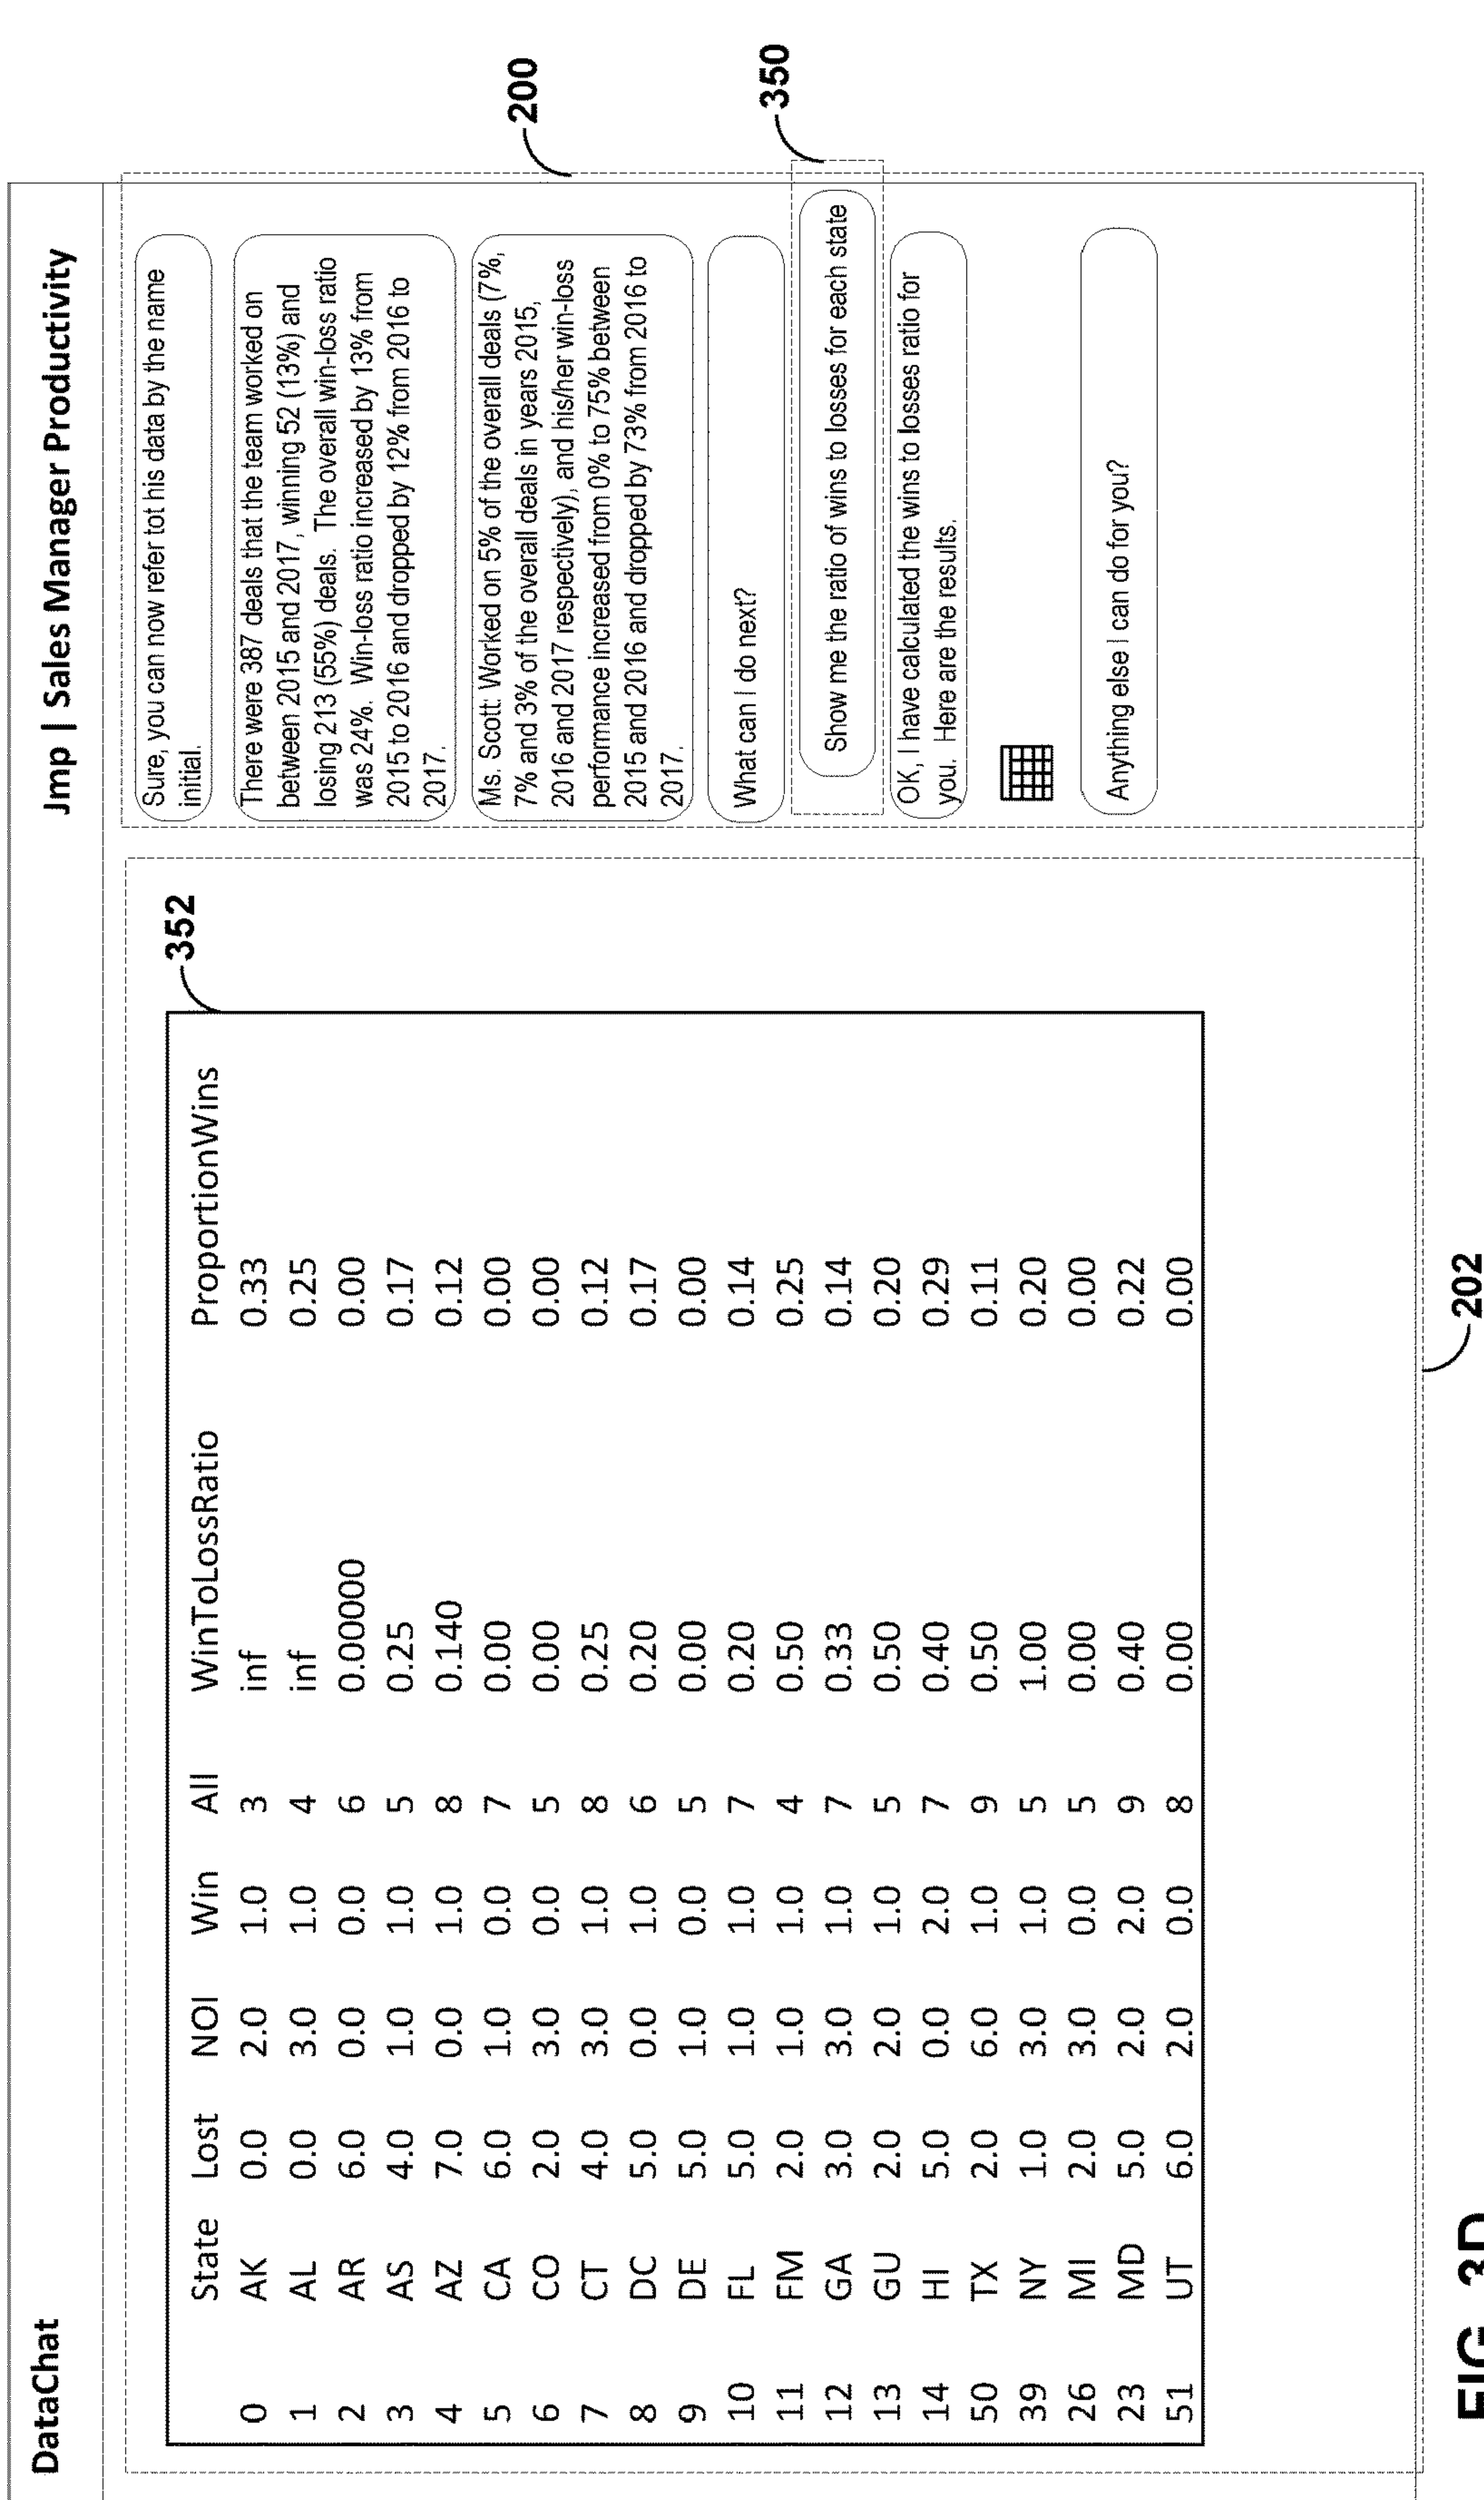 DataChat
Jmp | Sales Manager Productivity
352
State Lost NOI Win All WinToLossRatio ProportionWins
0 AK 0.0 2.0 1.0 3 inf 0.33
1 AL 0.0 3.0 1.0 4 inf 0.25
2 AR 6.0 0.0 0.0 6 0.00000 0.00
3 AS 4.0 1.0 1.0 5 0.25 0.17
4 AZ 7.0 0.0 1.0 8 0.140 0.12
5 CA 6.0 1.0 0.0 7 0.00 0.00
6 CO 2.0 3.0 0.0 5 0.00 0.00
7 CT 4.0 3.0 1.0 8 0.25 0.12
8 DC 5.0 0.0 1.0 6 0.20 0.17
9 DE 5.0 1.0 0.0 5 0.00 0.00
10 FL 5.0 1.0 1.0 7 0.20 0.14
11 FM 2.0 1.0 1.0 4 0.50 0.25
12 GA 3.0 3.0 1.0 7 0.33 0.14
13 GU 2.0 2.0 1.0 5 0.50 0.20
14 HI 5.0 0.0 2.0 7 0.40 0.29
50 TX 2.0 6.0 1.0 9 0.50 0.11
39 NY 1.0 3.0 1.0 5 1.00 0.20
26 MI 2.0 3.0 0.0 5 0.00 0.00
23 MD 5.0 2.0 2.0 9 0.40 0.22
51 UT 6.0 2.0 0.0 8 0.00 0.00
202
Sure, you can now refer tot his data by the name
initial.
There were 387 deals that the team worked on
between 2015 and 2017, winning 52 (13%) and
losing 213 (55%) deals. The overall win-loss ratio
was 24%. Win-loss ratio increased by 13% from
2015 to 2016 and dropped by 12% from 2016 to
2017.
200
Ms. Scott: Worked on 5% of the overall deals (7%,
7% and 3% of the overall deals in years 2015,
2016 and 2017 respectively), and his/her win-loss
performance increased from 0% to 75% between
2015 and 2016 and dropped by 73% from 2016 to
2017.
What can I do next?
350
Show me the ratio of wins to losses for each state
OK, I have calculated the wins to losses ratio for
you. Here are the results.
Anything else I can do for you?
FIG. 3D